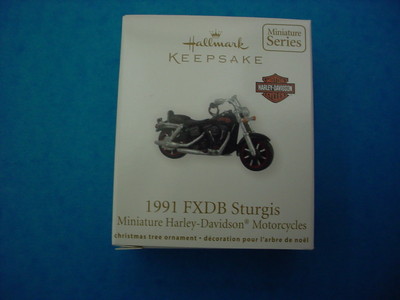 Hallmark
KEEPSAKE
Miniature
Series
HARLEY-DAVIDSON
1991 FXDB Sturgis
Miniature Harley-Davidson® Motorcycles
christmas tree ornament • décoration pour l'arbre de noël